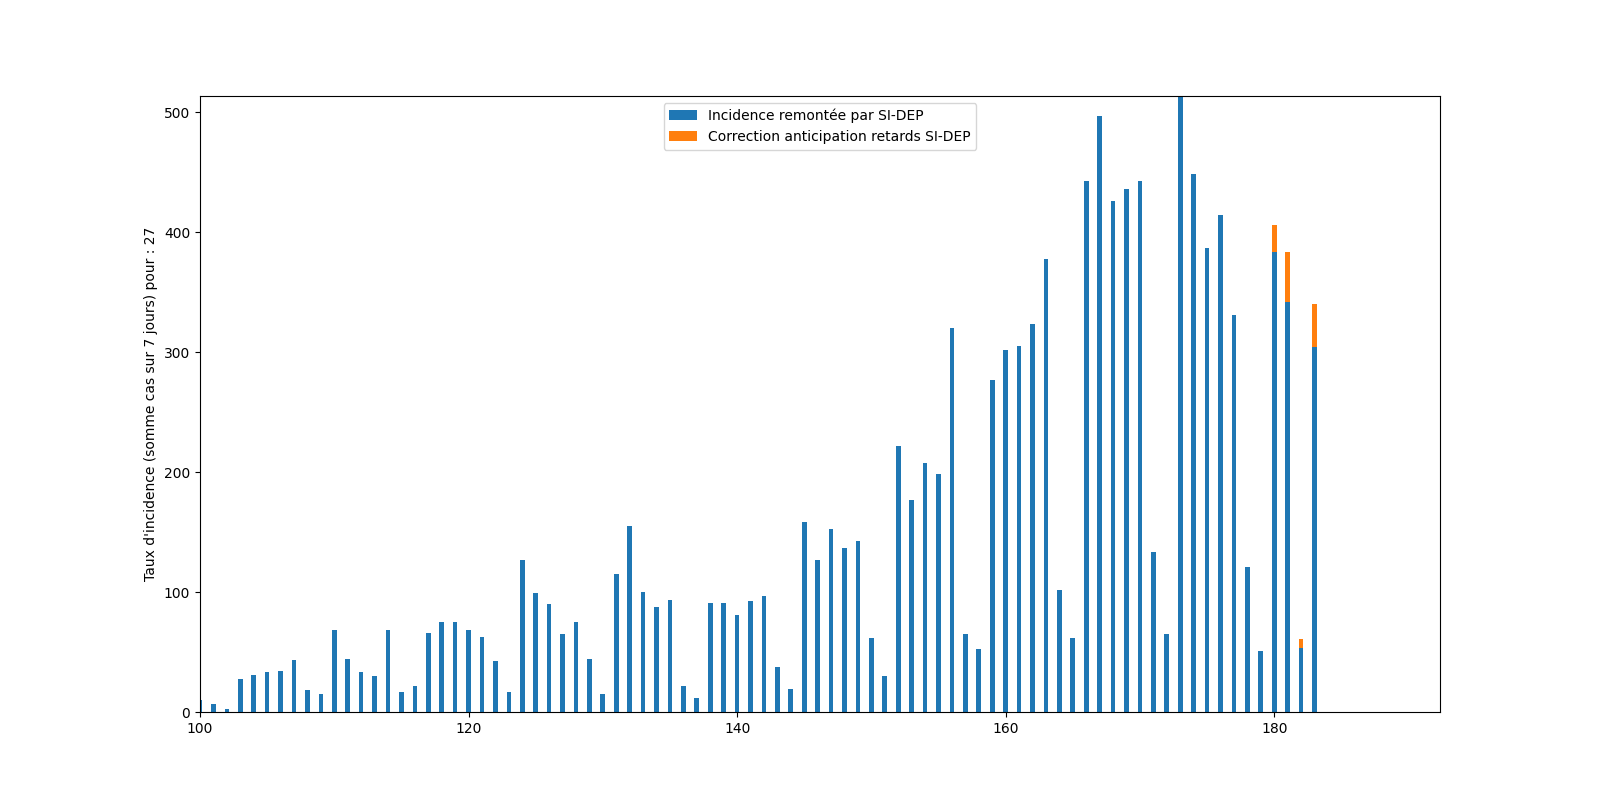 Incidence remontée par SI-DEP
Correction anticipation retards SI-DEP
Taux d'incidence (somme cas sur 7 jours) pour : 27
500
400
300
200
100
0
100 120 140 160 180